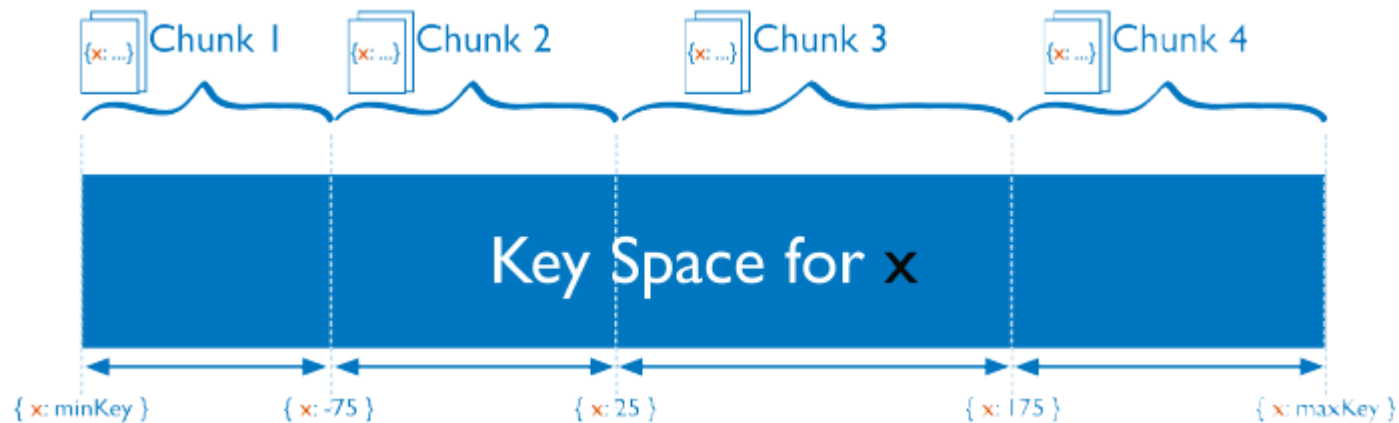 {x: ...} Chunk 1 {x: ...} Chunk 2 {x: ...} Chunk 3 {x: ...} Chunk 4
Key Space for x
{ x: minKey } { x: -75 } { x: 25 } { x: 175 } { x: maxKey }